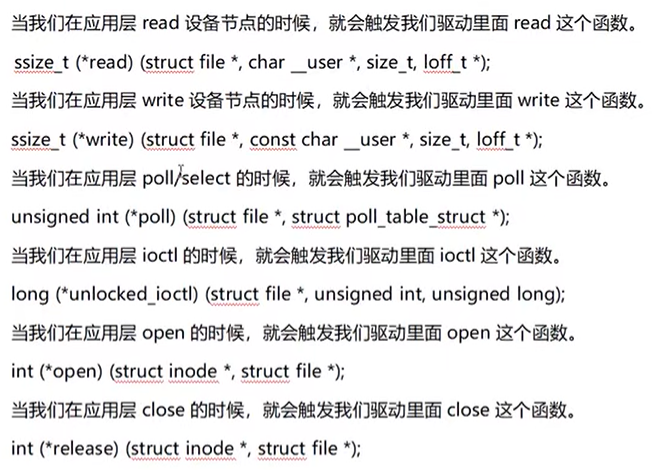 当我们在应用层 read 设备节点的时候，就会触发我们驱动里面 read 这个函数。
ssize_t (*read) (struct file *, char __user *, size_t, loff_t *);
当我们在应用层 write 设备节点的时候，就会触发我们驱动里面 write 这个函数。
ssize_t (*write) (struct file *, const char __user *, size_t, loff_t *);
当我们在应用层 poll/select 的时候，就会触发我们驱动里面 poll 这个函数。
unsigned int (*poll) (struct file *, struct poll_table_struct *);
当我们在应用层 ioctl 的时候，就会触发我们驱动里面 ioctl 这个函数。
long (*unlocked_ioctl) (struct file *, unsigned int, unsigned long);
当我们在应用层 open 的时候，就会触发我们驱动里面 open 这个函数。
int (*open) (struct inode *, struct file *);
当我们在应用层 close 的时候，就会触发我们驱动里面 close 这个函数。
int (*release) (struct inode *, struct file *);